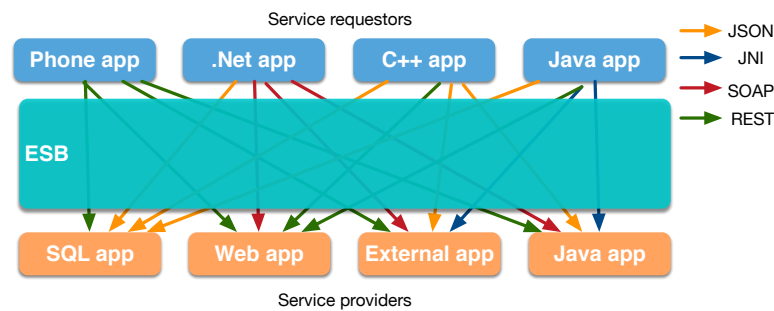 Service requestors
Phone app
.Net app
C++ app
Java app
JSON
JNI
SOAP
REST
ESB
SQL app
Web app
External app
Java app
Service providers